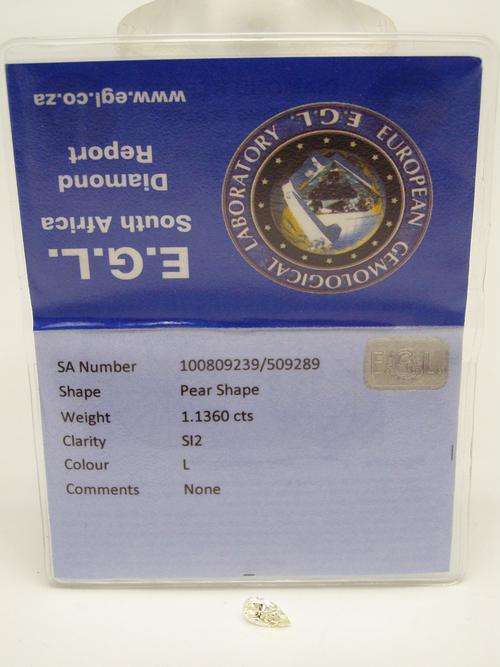 www.egl.co.za
Diamond
Report
South Africa
E.G.L.
EUROPEAN GEMOLOGICAL LABORATORY E.G.L.
SA Number 100809239/509289
Shape Pear Shape
Weight 1.1360 cts
Clarity SI2
Colour L
Comments None
E.G.L.